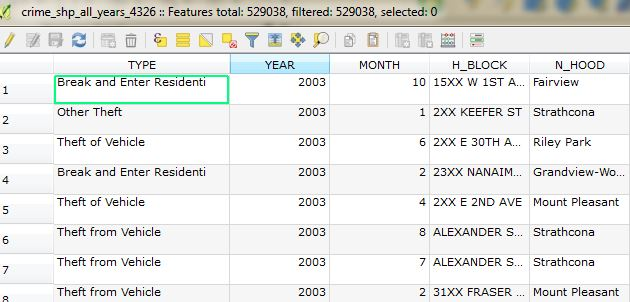 crime_shp_all_years_4326 :: Features total: 529038, filtered: 529038, selected: 0
TYPE YEAR MONTH H_BLOCK N_HOOD
1 Break and Enter Residenti 2003 10 15XX W 1ST A... Fairview
2 Other Theft 2003 1 2XX KEEFER ST Strathcona
3 Theft of Vehicle 2003 6 2XX E 30TH A... Riley Park
4 Break and Enter Residenti 2003 2 23XX NANAIM... Grandview-Wo...
5 Theft of Vehicle 2003 4 2XX E 2ND AVE Mount Pleasant
6 Theft from Vehicle 2003 8 ALEXANDER S... Strathcona
7 Theft from Vehicle 2003 7 ALEXANDER S... Strathcona
8 Theft from Vehicle 2003 2 31XX FRASER ... Mount Pleasant